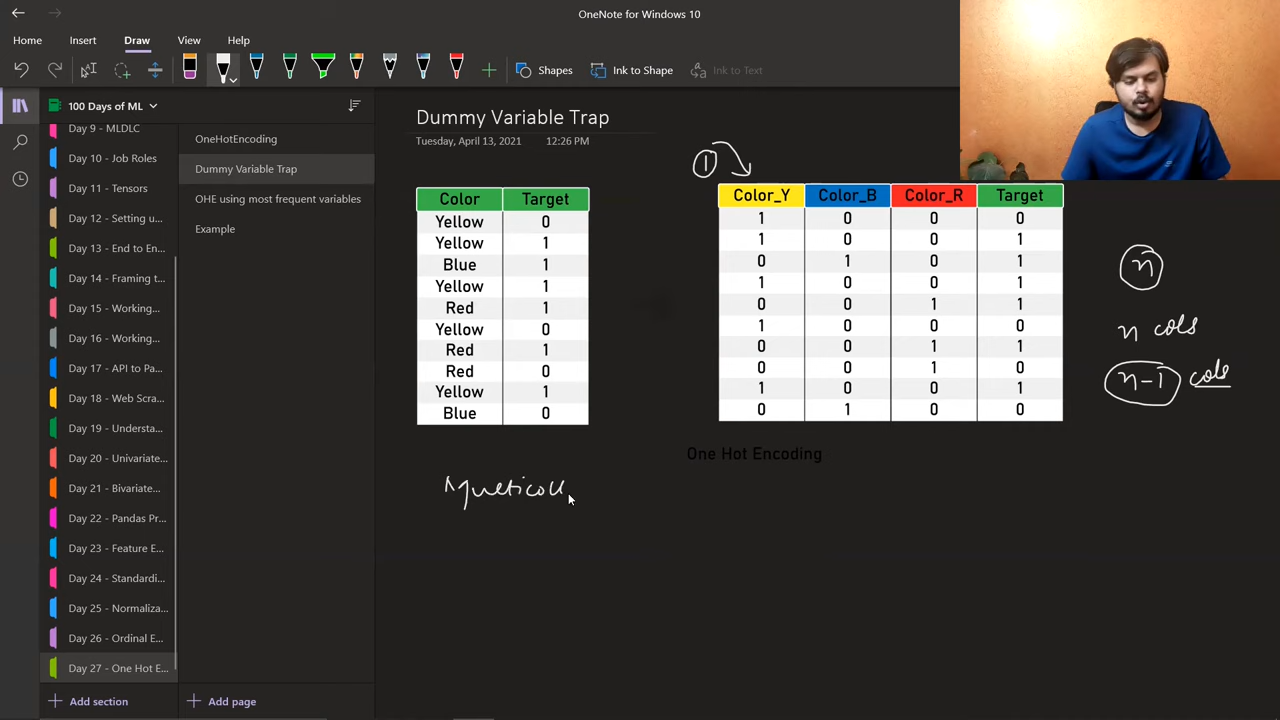 OneNote for Windows 10
Home Insert Draw View Help
Shapes Ink to Shape Ink to Text
100 Days of ML
Day 9 - MLDLC
Day 10 - Job Roles
Day 11 - Tensors
Day 12 - Setting u...
Day 13 - End to En...
Day 14 - Framing t...
Day 15 - Working...
Day 16 - Working...
Day 17 - API to Pa...
Day 18 - Web Scra...
Day 19 - Understa...
Day 20 - Univariate...
Day 21 - Bivariate...
Day 22 - Pandas Pr...
Day 23 - Feature E...
Day 24 - Standardi...
Day 25 - Normaliza...
Day 26 - Ordinal E...
Day 27 - One Hot E...
Add section
OneHotEncoding
Dummy Variable Trap
OHE using most frequent variables
Example
Add page
Dummy Variable Trap
Tuesday, April 13, 2021 12:26 PM
Color Target
Yellow 0
Yellow 1
Blue 1
Yellow 1
Red 1
Yellow 0
Red 1
Red 0
Yellow 1
Blue 0
Multicoll
1
Color_Y Color_B Color_R Target
1 0 0 0
1 0 0 1
0 1 0 1
1 0 0 1
0 0 1 1
1 0 0 0
0 0 1 1
0 0 1 0
1 0 0 1
0 1 0 0
One Hot Encoding
n
n cols
n-1 cols